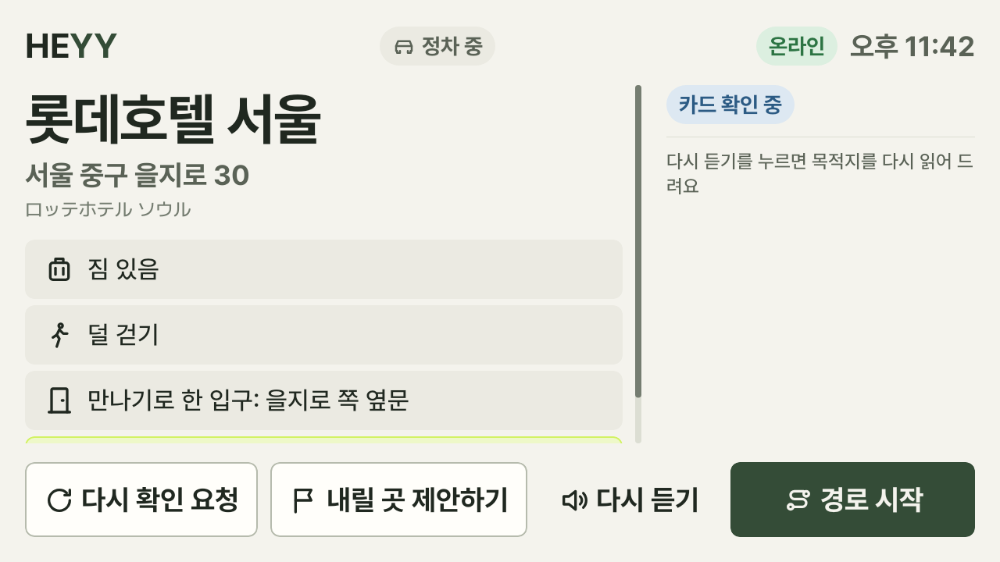 HEYY
정차 중
온라인
오후 11:42
롯데호텔 서울
서울 중구 을지로 30
ロッテホテル ソウル
짐 있음
덜 걷기
만나기로 한 입구: 을지로 쪽 옆문
카드 확인 중
다시 듣기를 누르면 목적지를 다시 읽어 드
려요
다시 확인 요청
내릴 곳 제안하기
다시 듣기
경로 시작